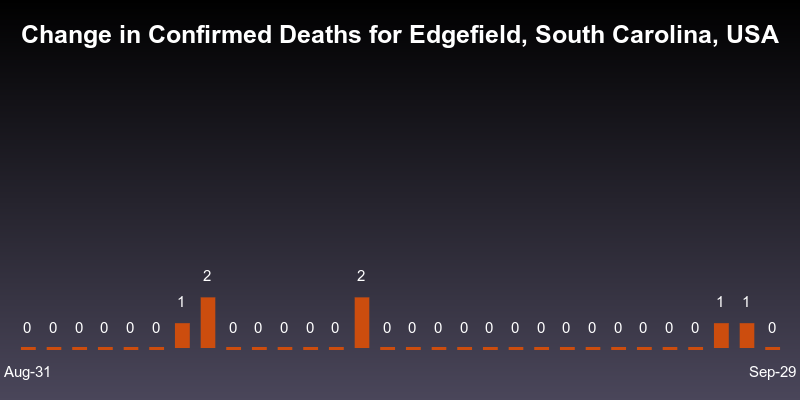 Change in Confirmed Deaths for Edgefield, South Carolina, USA
2 2
1 1 1
0 0 0 0 0 0 0 0 0 0 0 0 0 0 0 0 0 0 0 0 0 0 0 0 0
Aug-31 Sep-29